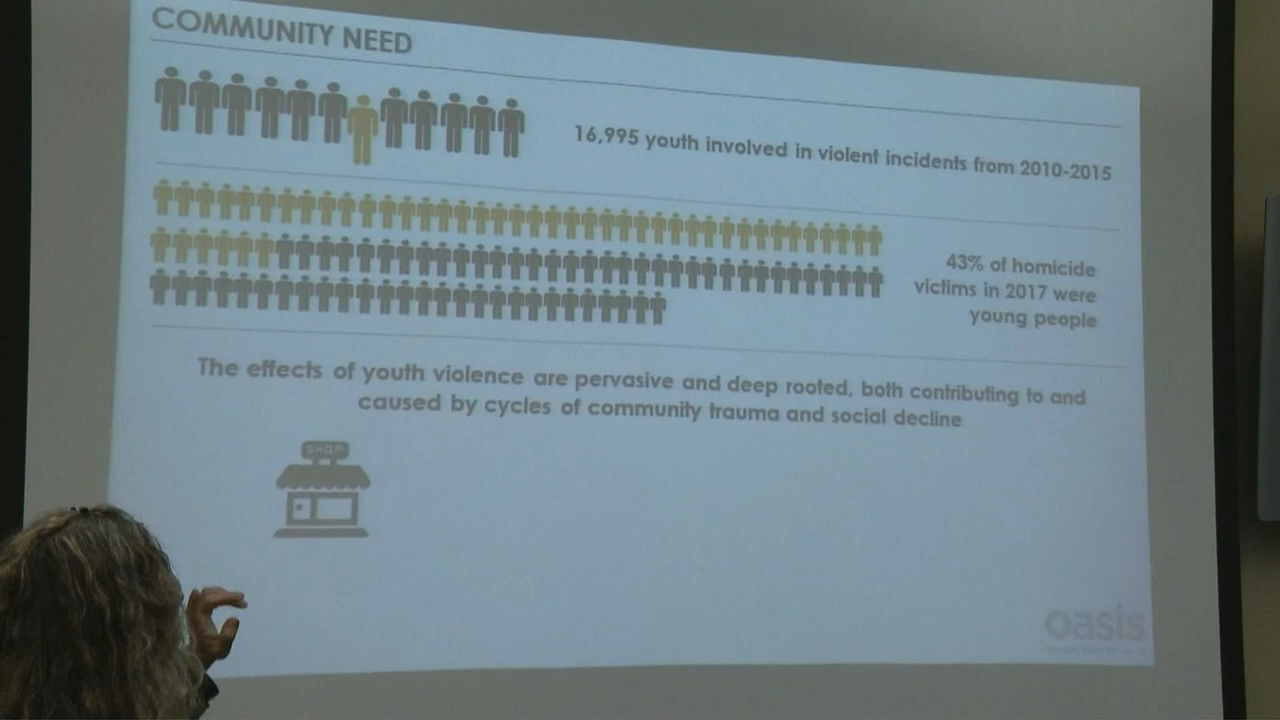 COMMUNITY NEED
16,995 youth involved in violent incidents from 2010-2015
43% of homicide
victims in 2017 were
young people
The effects of youth violence are pervasive and deep rooted, both contributing to and
caused by cycles of community trauma and social decline
SHOP
oasis